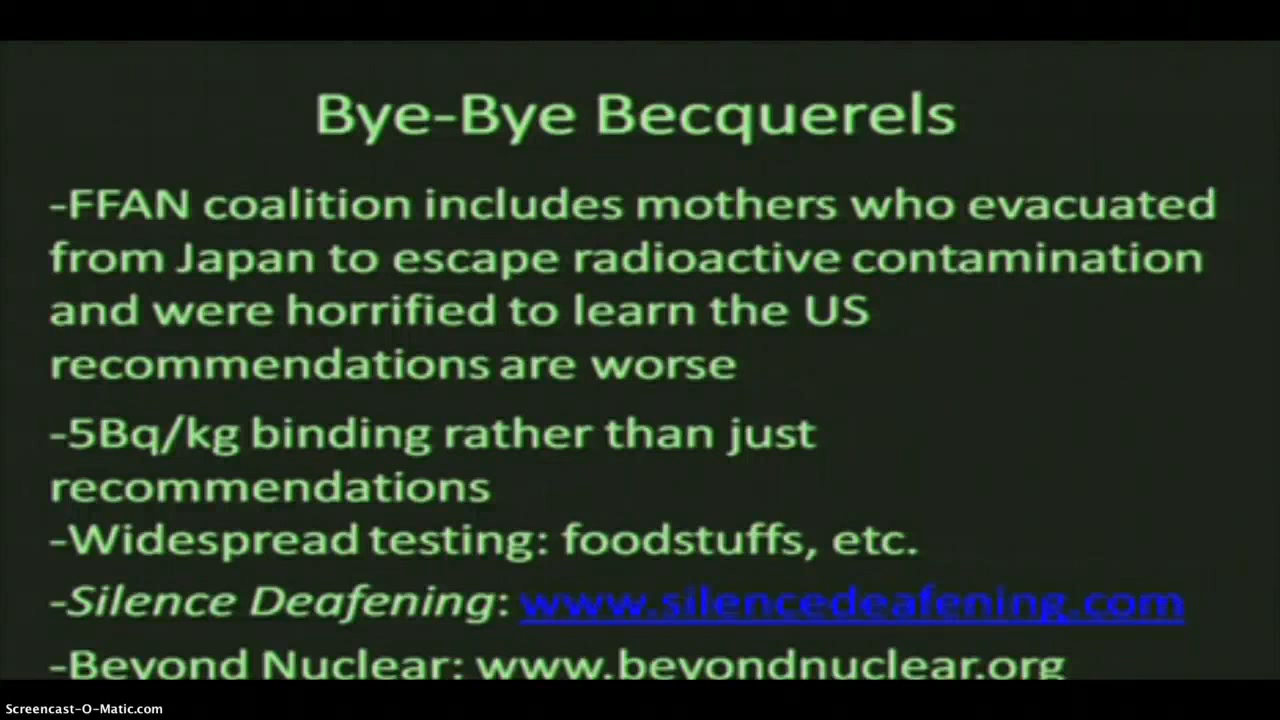 Bye-Bye Becquerels
-FFAN coalition includes mothers who evacuated
from Japan to escape radioactive contamination
and were horrified to learn the US
recommendations are worse
-5Bq/kg binding rather than just
recommendations
-Widespread testing: foodstuffs, etc.
-Silence Deafening: www.silencedeafening.com
-Beyond Nuclear: www.beyondnuclear.org
Screencast-O-Matic.com